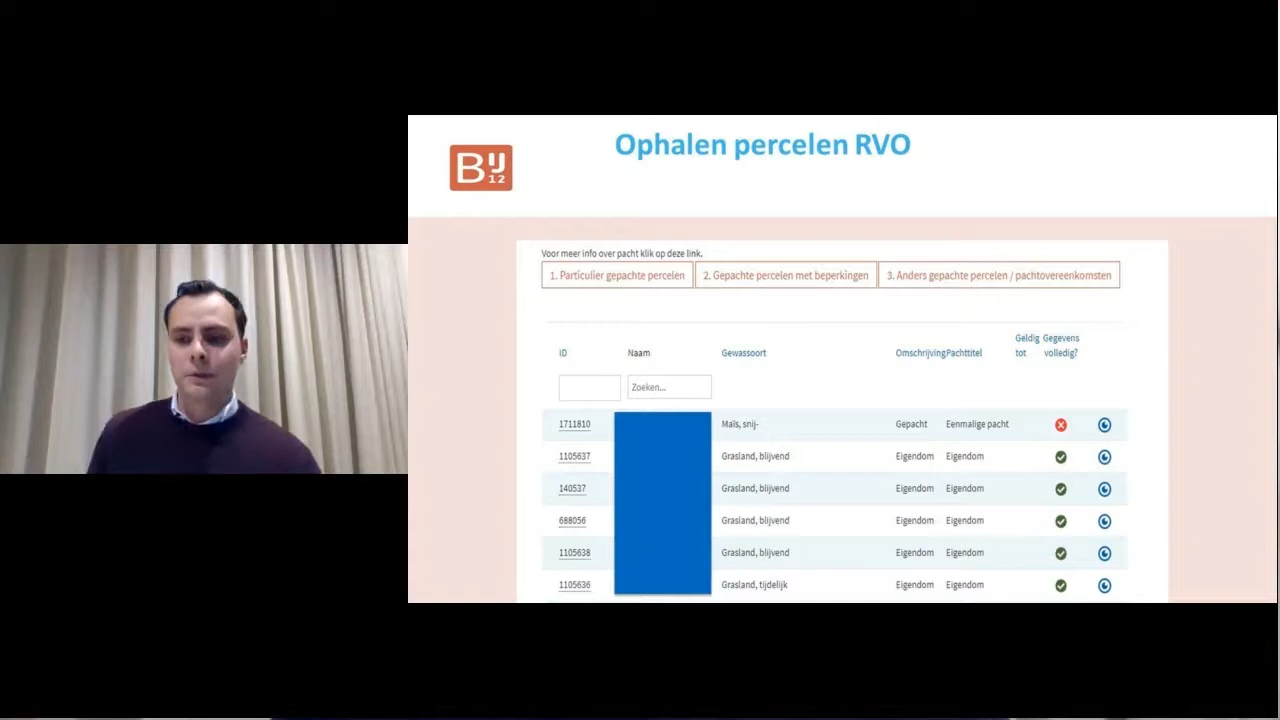 Ophalen percelen RVO
BIJ
12
Voor meer info over pacht klik op deze link.
1. Particulier gepachte percelen 2. Gepachte percelen met beperkingen 3. Anders gepachte percelen / pachtovereenkomsten
Geldig Gegevens
ID Naam Gewassoort Omschrijving Pachttitel tot volledig?
Zoeken...
1711810 Maïs, snij- Gepacht Eenmalige pacht
1105637 Grasland, blijvend Eigendom Eigendom
140537 Grasland, blijvend Eigendom Eigendom
688056 Grasland, blijvend Eigendom Eigendom
1105638 Grasland, blijvend Eigendom Eigendom
1105636 Grasland, tijdelijk Eigendom Eigendom